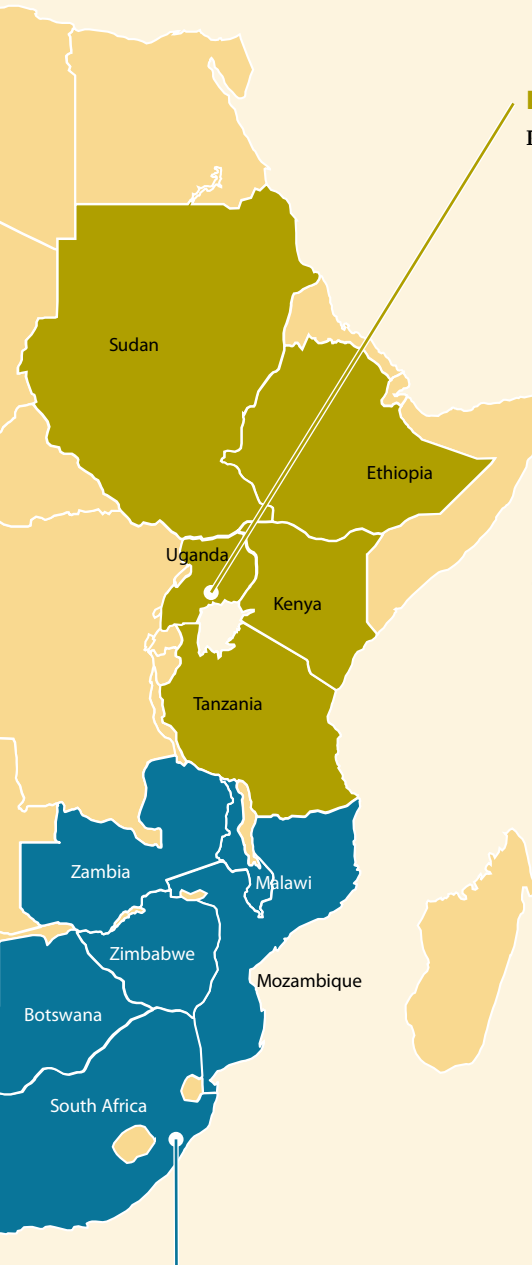 Sudan
Ethiopia
Uganda
Kenya
Tanzania
Zambia
Malawi
Zimbabwe
Mozambique
Botswana
South Africa